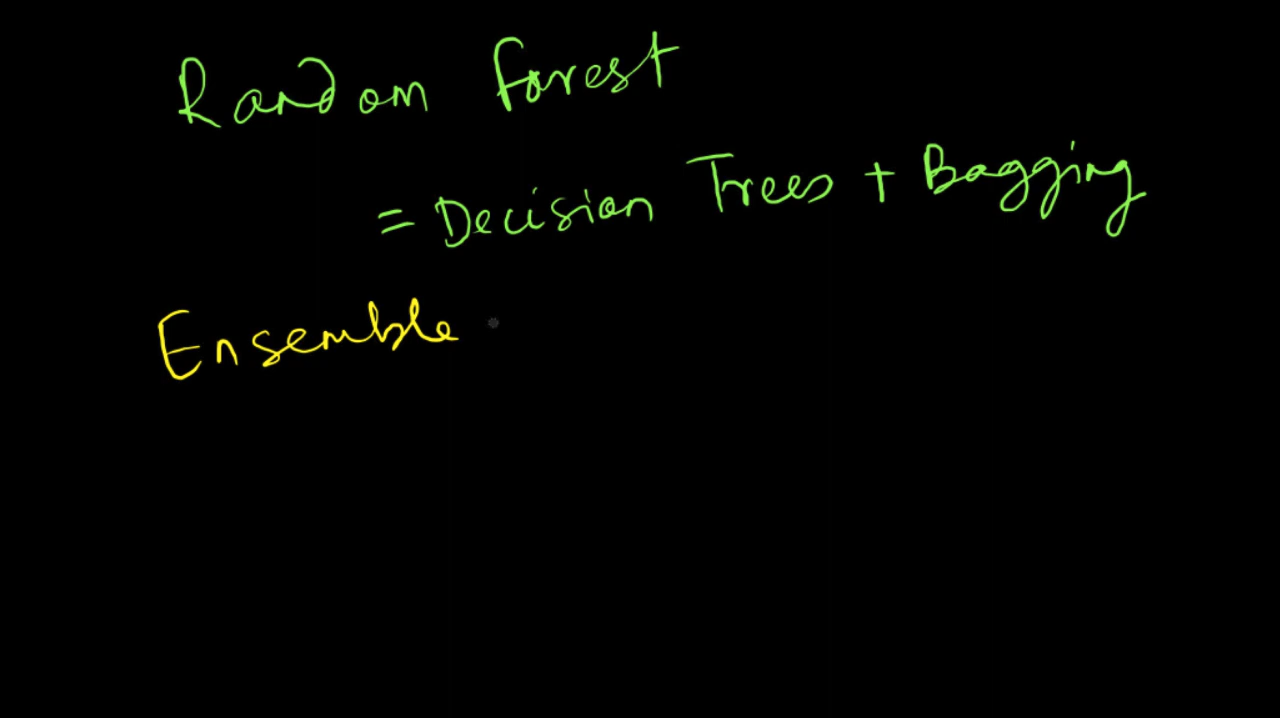 Random Forest
= Decision Trees + Bagging
Ensemble